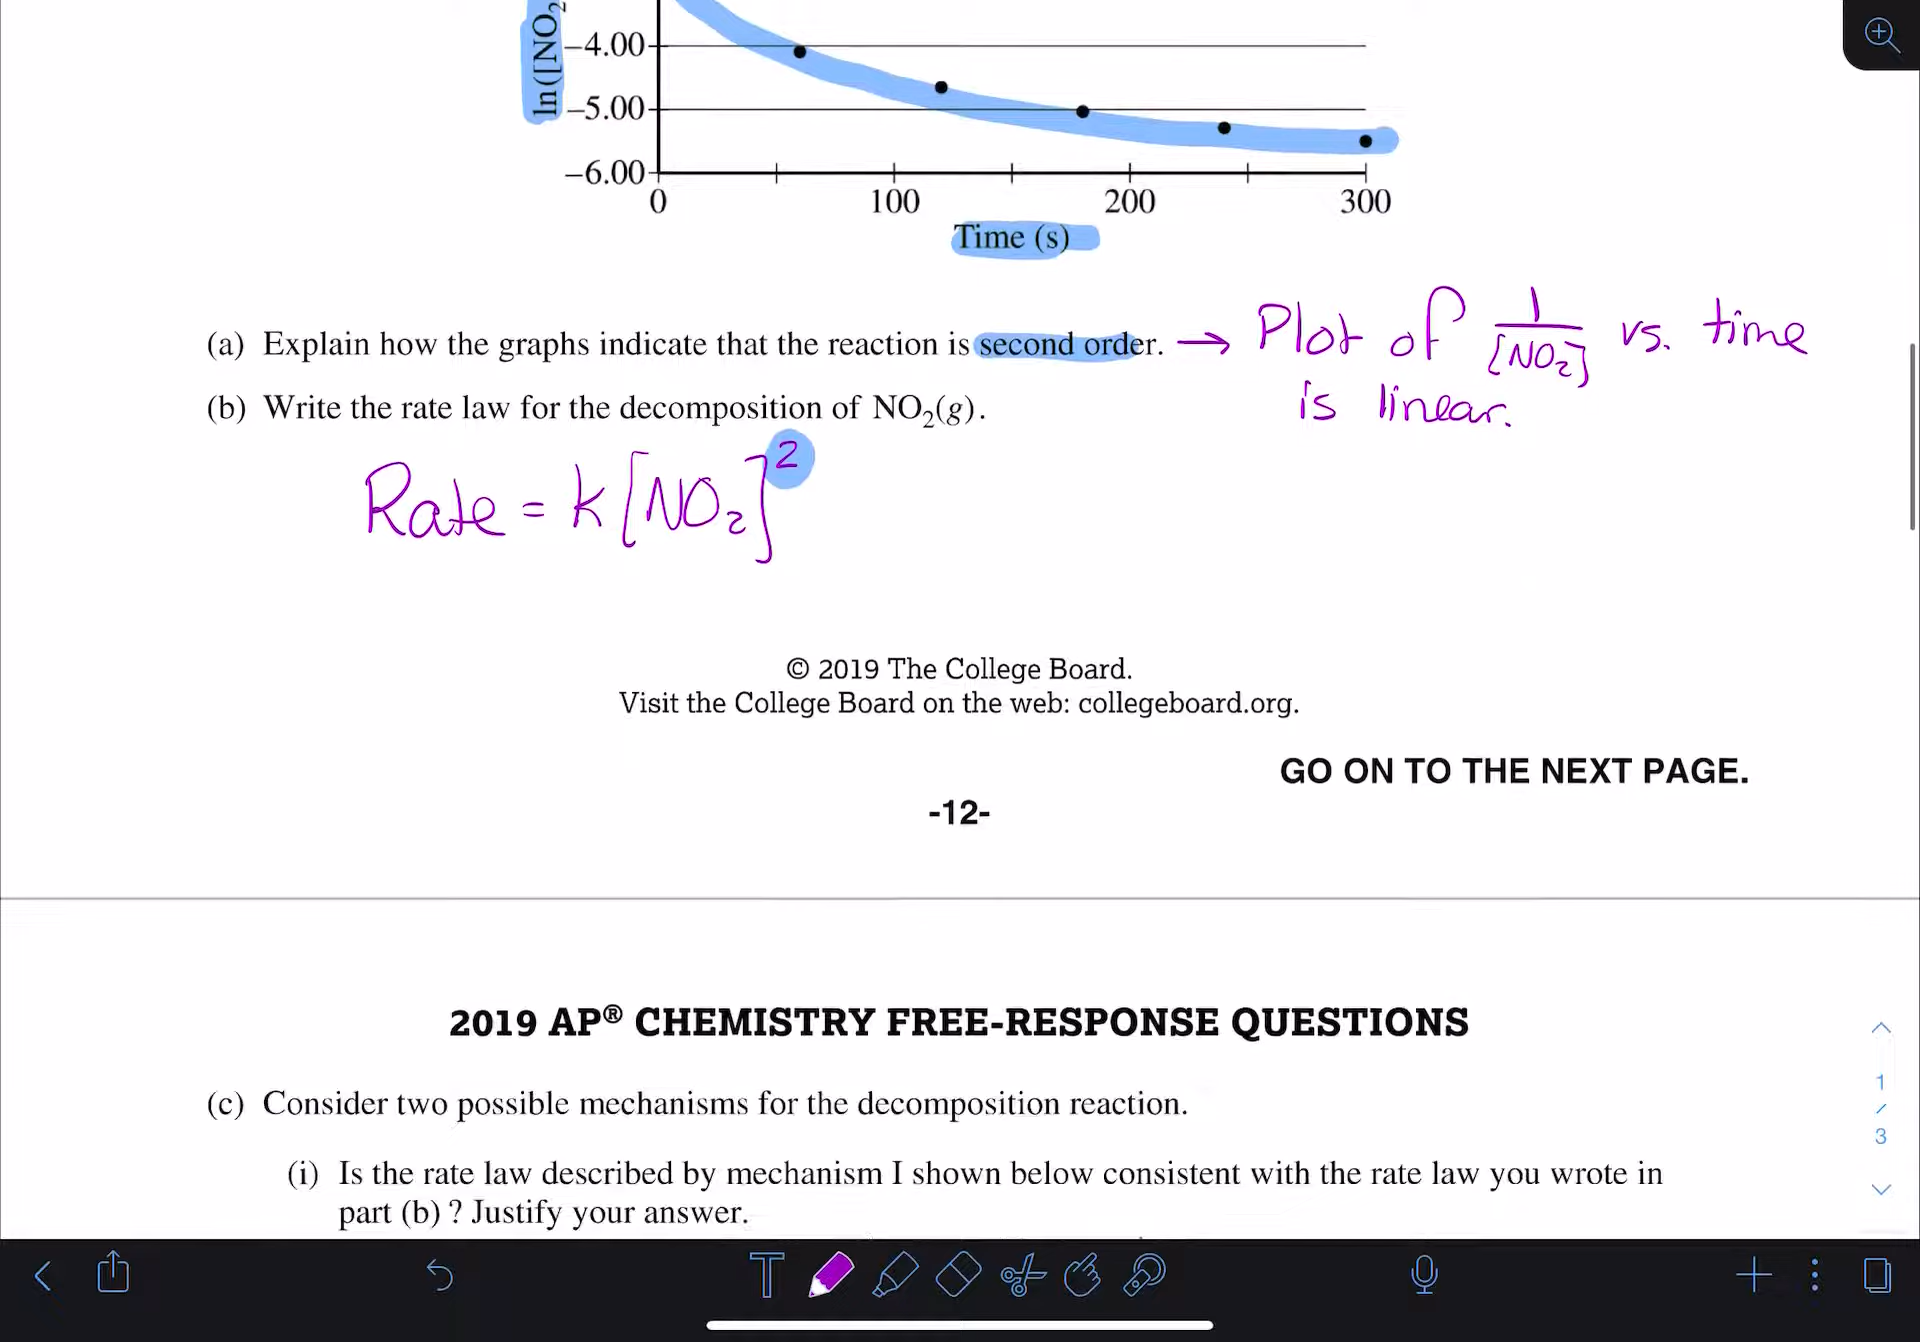 ln([NO2
–4.00
–5.00
–6.00
0 100 200 300
Time (s)
(a) Explain how the graphs indicate that the reaction is second order. → Plot of 1/[NO₂] vs. time
is linear.
(b) Write the rate law for the decomposition of NO₂(g).
Rate = k[NO₂]²
© 2019 The College Board.
Visit the College Board on the web: collegeboard.org.
GO ON TO THE NEXT PAGE.
-12-
2019 AP® CHEMISTRY FREE-RESPONSE QUESTIONS
(c) Consider two possible mechanisms for the decomposition reaction.
(i) Is the rate law described by mechanism I shown below consistent with the rate law you wrote in
part (b) ? Justify your answer.
1
/
3